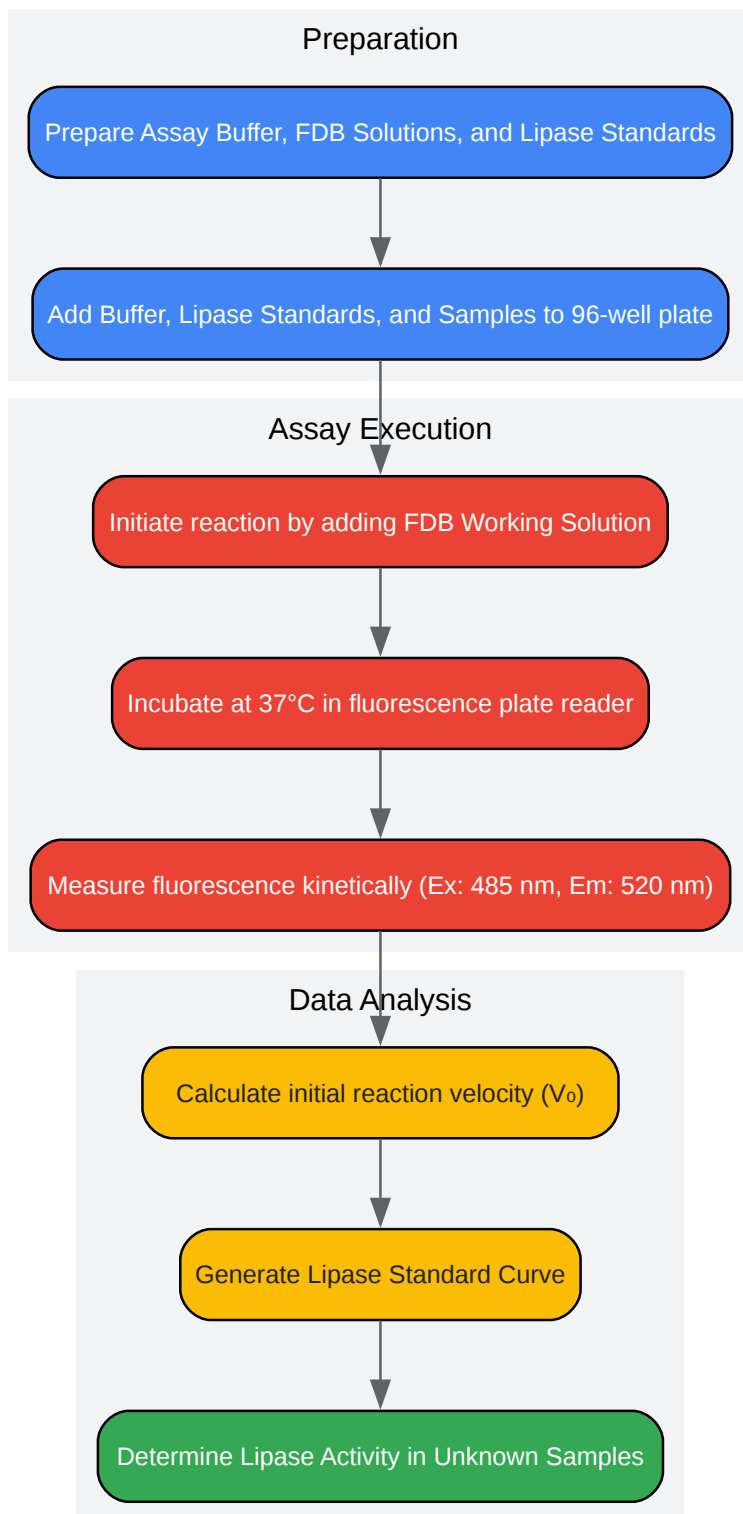 Preparation
Prepare Assay Buffer, FDB Solutions, and Lipase Standards
Add Buffer, Lipase Standards, and Samples to 96-well plate
Assay Execution
Initiate reaction by adding FDB Working Solution
Incubate at 37°C in fluorescence plate reader
Measure fluorescence kinetically (Ex: 485 nm, Em: 520 nm)
Data Analysis
Calculate initial reaction velocity (V₀)
Generate Lipase Standard Curve
Determine Lipase Activity in Unknown Samples